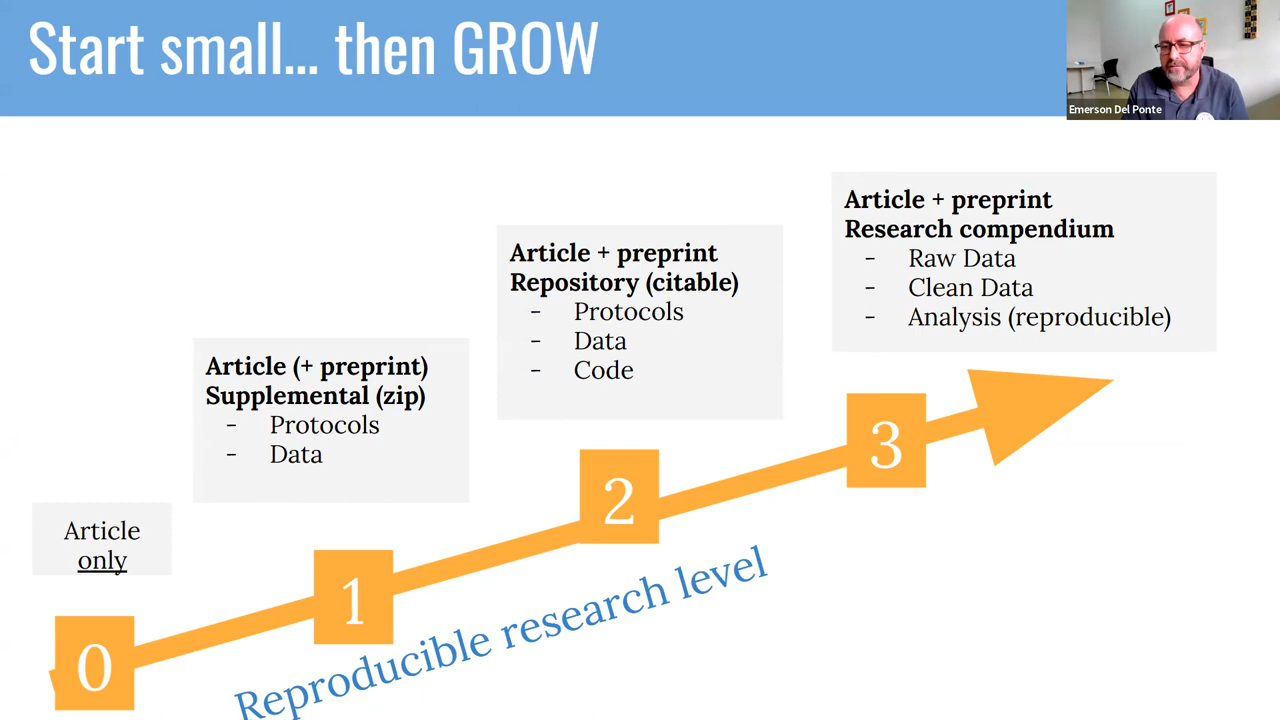 Start small... then GROW
Emerson Del Ponte
Article + preprint
Research compendium
- Raw Data
- Clean Data
- Analysis (reproducible)
Article + preprint
Repository (citable)
- Protocols
- Data
- Code
Article (+ preprint)
Supplemental (zip)
- Protocols
- Data
Article
only
0
1
2
3
Reproducible research level